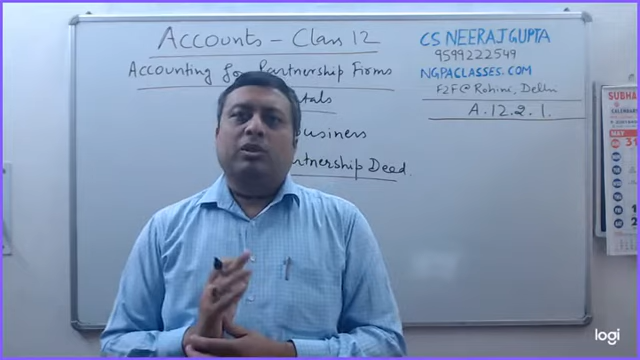 Accounts - Class 12
Accounting for Partnership Firms
Business
Partnership Deed.
CS NEERAJ GUPTA
9599222549
NGPACLASSES.COM
F2F@ Rohini, Delhi
A.12.2.1.
SUBHA
MAY
31
logi